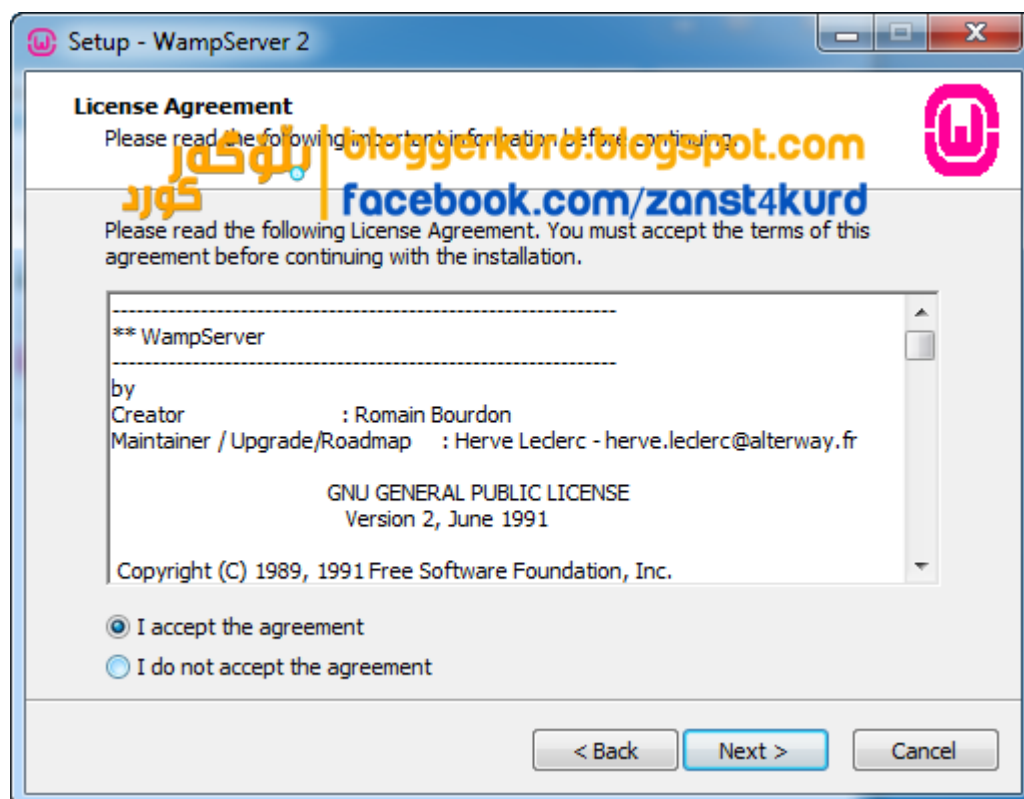 Setup - WampServer 2
License Agreement
Please read the following important information before continuing.
بلۆگەر
کورد
bloggerkurd.blogspot.com
facebook.com/zanst4kurd
Please read the following License Agreement. You must accept the terms of this
agreement before continuing with the installation.
----------------------------------------------------------------
** WampServer
----------------------------------------------------------------
by
Creator : Romain Bourdon
Maintainer / Upgrade/Roadmap : Herve Leclerc - herve.leclerc@alterway.fr
GNU GENERAL PUBLIC LICENSE
Version 2, June 1991
Copyright (C) 1989, 1991 Free Software Foundation, Inc.
I accept the agreement
I do not accept the agreement
< Back
Next >
Cancel